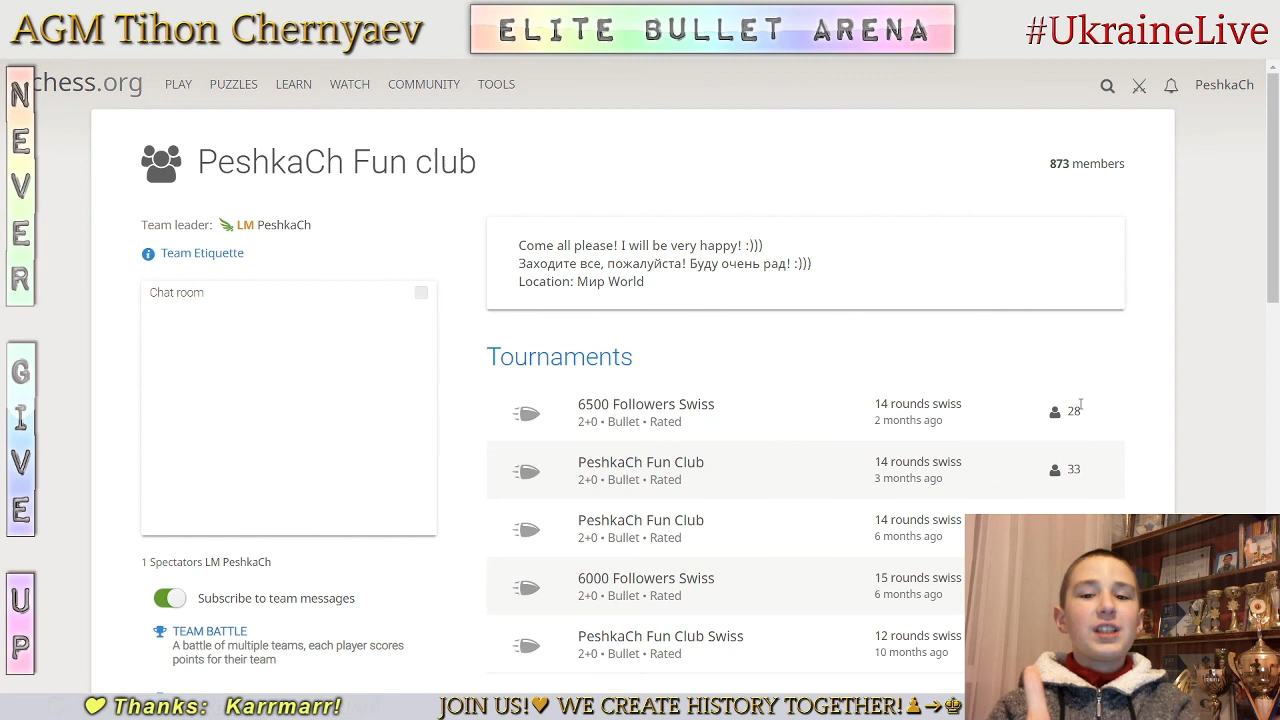 AGM Tihon Chernyaev
ELITE BULLET ARENA
#UkraineLive
NEVER
GIVE
UP
chess.org
PLAY PUZZLES LEARN WATCH COMMUNITY TOOLS
PeshkaCh
PeshkaCh Fun club
873 members
Team leader: LM PeshkaCh
Team Etiquette
Chat room
Come all please! I will be very happy! :)))
Заходите все, пожалуйста! Буду очень рад! :)))
Location: Мир World
Tournaments
6500 Followers Swiss
2+0 • Bullet • Rated
14 rounds swiss
2 months ago
28
PeshkaCh Fun Club
2+0 • Bullet • Rated
14 rounds swiss
3 months ago
33
PeshkaCh Fun Club
2+0 • Bullet • Rated
14 rounds swiss
6 months ago
6000 Followers Swiss
2+0 • Bullet • Rated
15 rounds swiss
6 months ago
PeshkaCh Fun Club Swiss
2+0 • Bullet • Rated
12 rounds swiss
10 months ago
1 Spectators LM PeshkaCh
Subscribe to team messages
TEAM BATTLE
A battle of multiple teams, each player scores
points for their team
Thanks: Karrmarr!
JOIN US!🧡 WE CREATE HISTORY TOGETHER!♟→♚